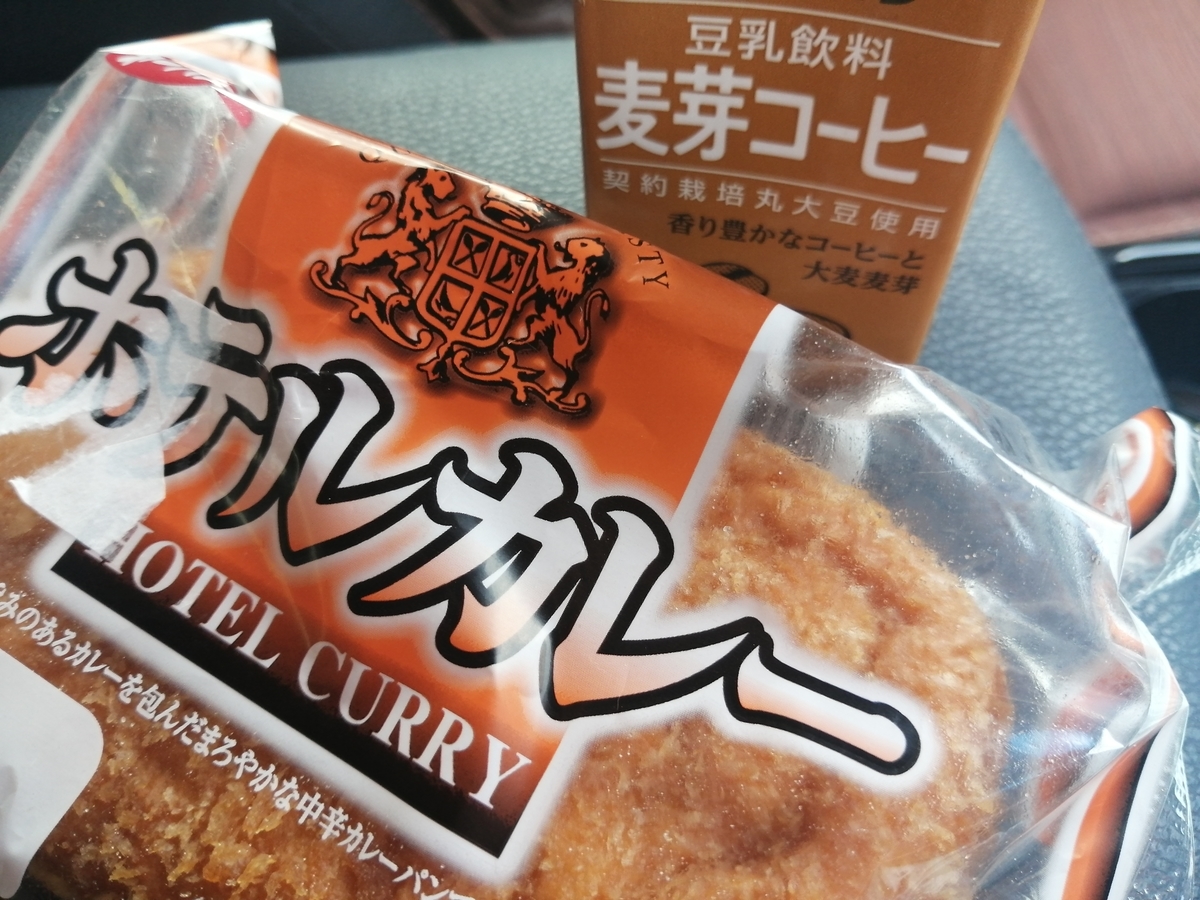 豆乳飲料
麦芽コーヒー
契約栽培丸大豆使用
香り豊かなコーヒーと
大麦麦芽
STY
ホテルカレー
HOTEL CURRY
みのあるカレーを包んだまろやかな中辛カレーパン